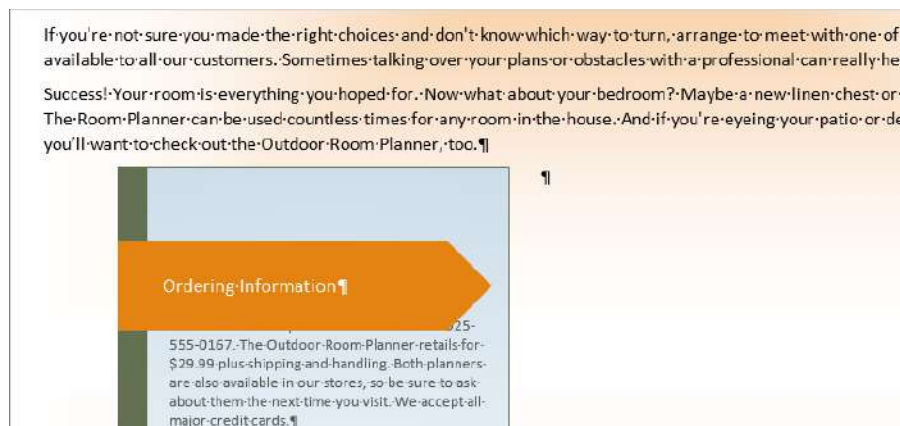 If you're not sure you made the right choices and don't know which way to turn, arrange to meet with one of
available to all our customers. Sometimes talking over your plans or obstacles with a professional can really he
Success! Your room is everything you hoped for. Now what about your bedroom? Maybe a new linen chest or
The Room Planner can be used countless times for any room in the house. And if you're eyeing your patio or de
you'll want to check out the Outdoor Room Planner, too.¶
¶
Ordering Information¶
25-
555-0167. The Outdoor Room Planner retails for
$29.99 plus shipping and handling. Both planners
are also available in our stores, so be sure to ask
about them the next time you visit. We accept all
major credit cards.¶